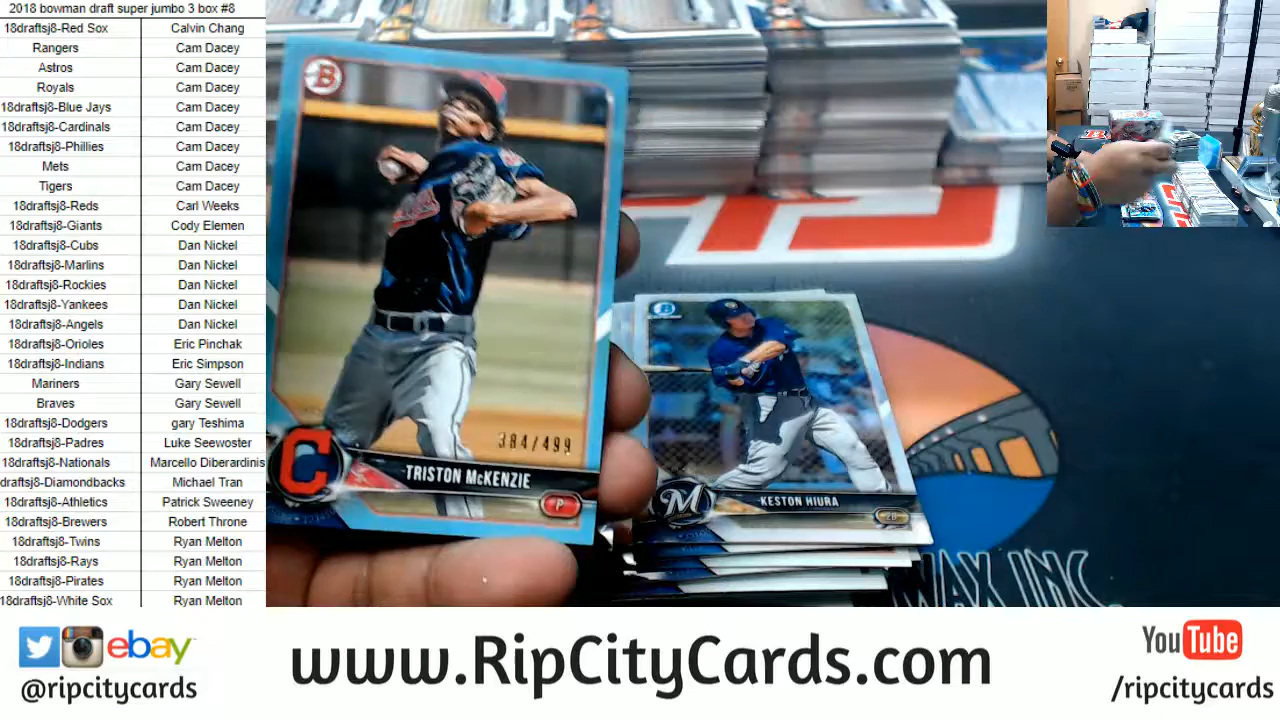 2018 bowman draft super jumbo 3 box #8
18draftsj8-Red Sox Calvin Chang
Rangers Cam Dacey
Astros Cam Dacey
Royals Cam Dacey
18draftsj8-Blue Jays Cam Dacey
18draftsj8-Cardinals Cam Dacey
18draftsj8-Phillies Cam Dacey
Mets Cam Dacey
Tigers Cam Dacey
18draftsj8-Reds Carl Weeks
18draftsj8-Giants Cody Elemen
18draftsj8-Cubs Dan Nickel
18draftsj8-Marlins Dan Nickel
18draftsj8-Rockies Dan Nickel
18draftsj8-Yankees Dan Nickel
18draftsj8-Angels Dan Nickel
18draftsj8-Orioles Eric Pinchak
18draftsj8-Indians Eric Simpson
Mariners Gary Sewell
Braves Gary Sewell
18draftsj8-Dodgers gary Teshima
18draftsj8-Padres Luke Seewoster
18draftsj8-Nationals Marcello Diberardinis
draftsj8-Diamondbacks Michael Tran
18draftsj8-Athletics Patrick Sweeney
18draftsj8-Brewers Robert Throne
18draftsj8-Twins Ryan Melton
18draftsj8-Rays Ryan Melton
18draftsj8-Pirates Ryan Melton
18draftsj8-White Sox Ryan Melton
B
384/499
C
TRISTON McKENZIE
P
B
M
KESTON HIURA
2B
WAX INC.
ebay
@ripcitycards
www.RipCityCards.com
YouTube
/ripcitycards